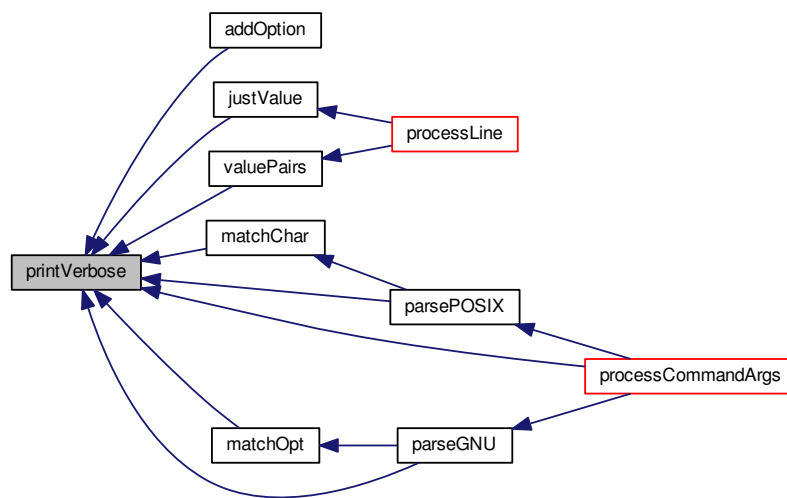 addOption
justValue
processLine
valuePairs
matchChar
printVerbose
parsePOSIX
processCommandArgs
matchOpt
parseGNU